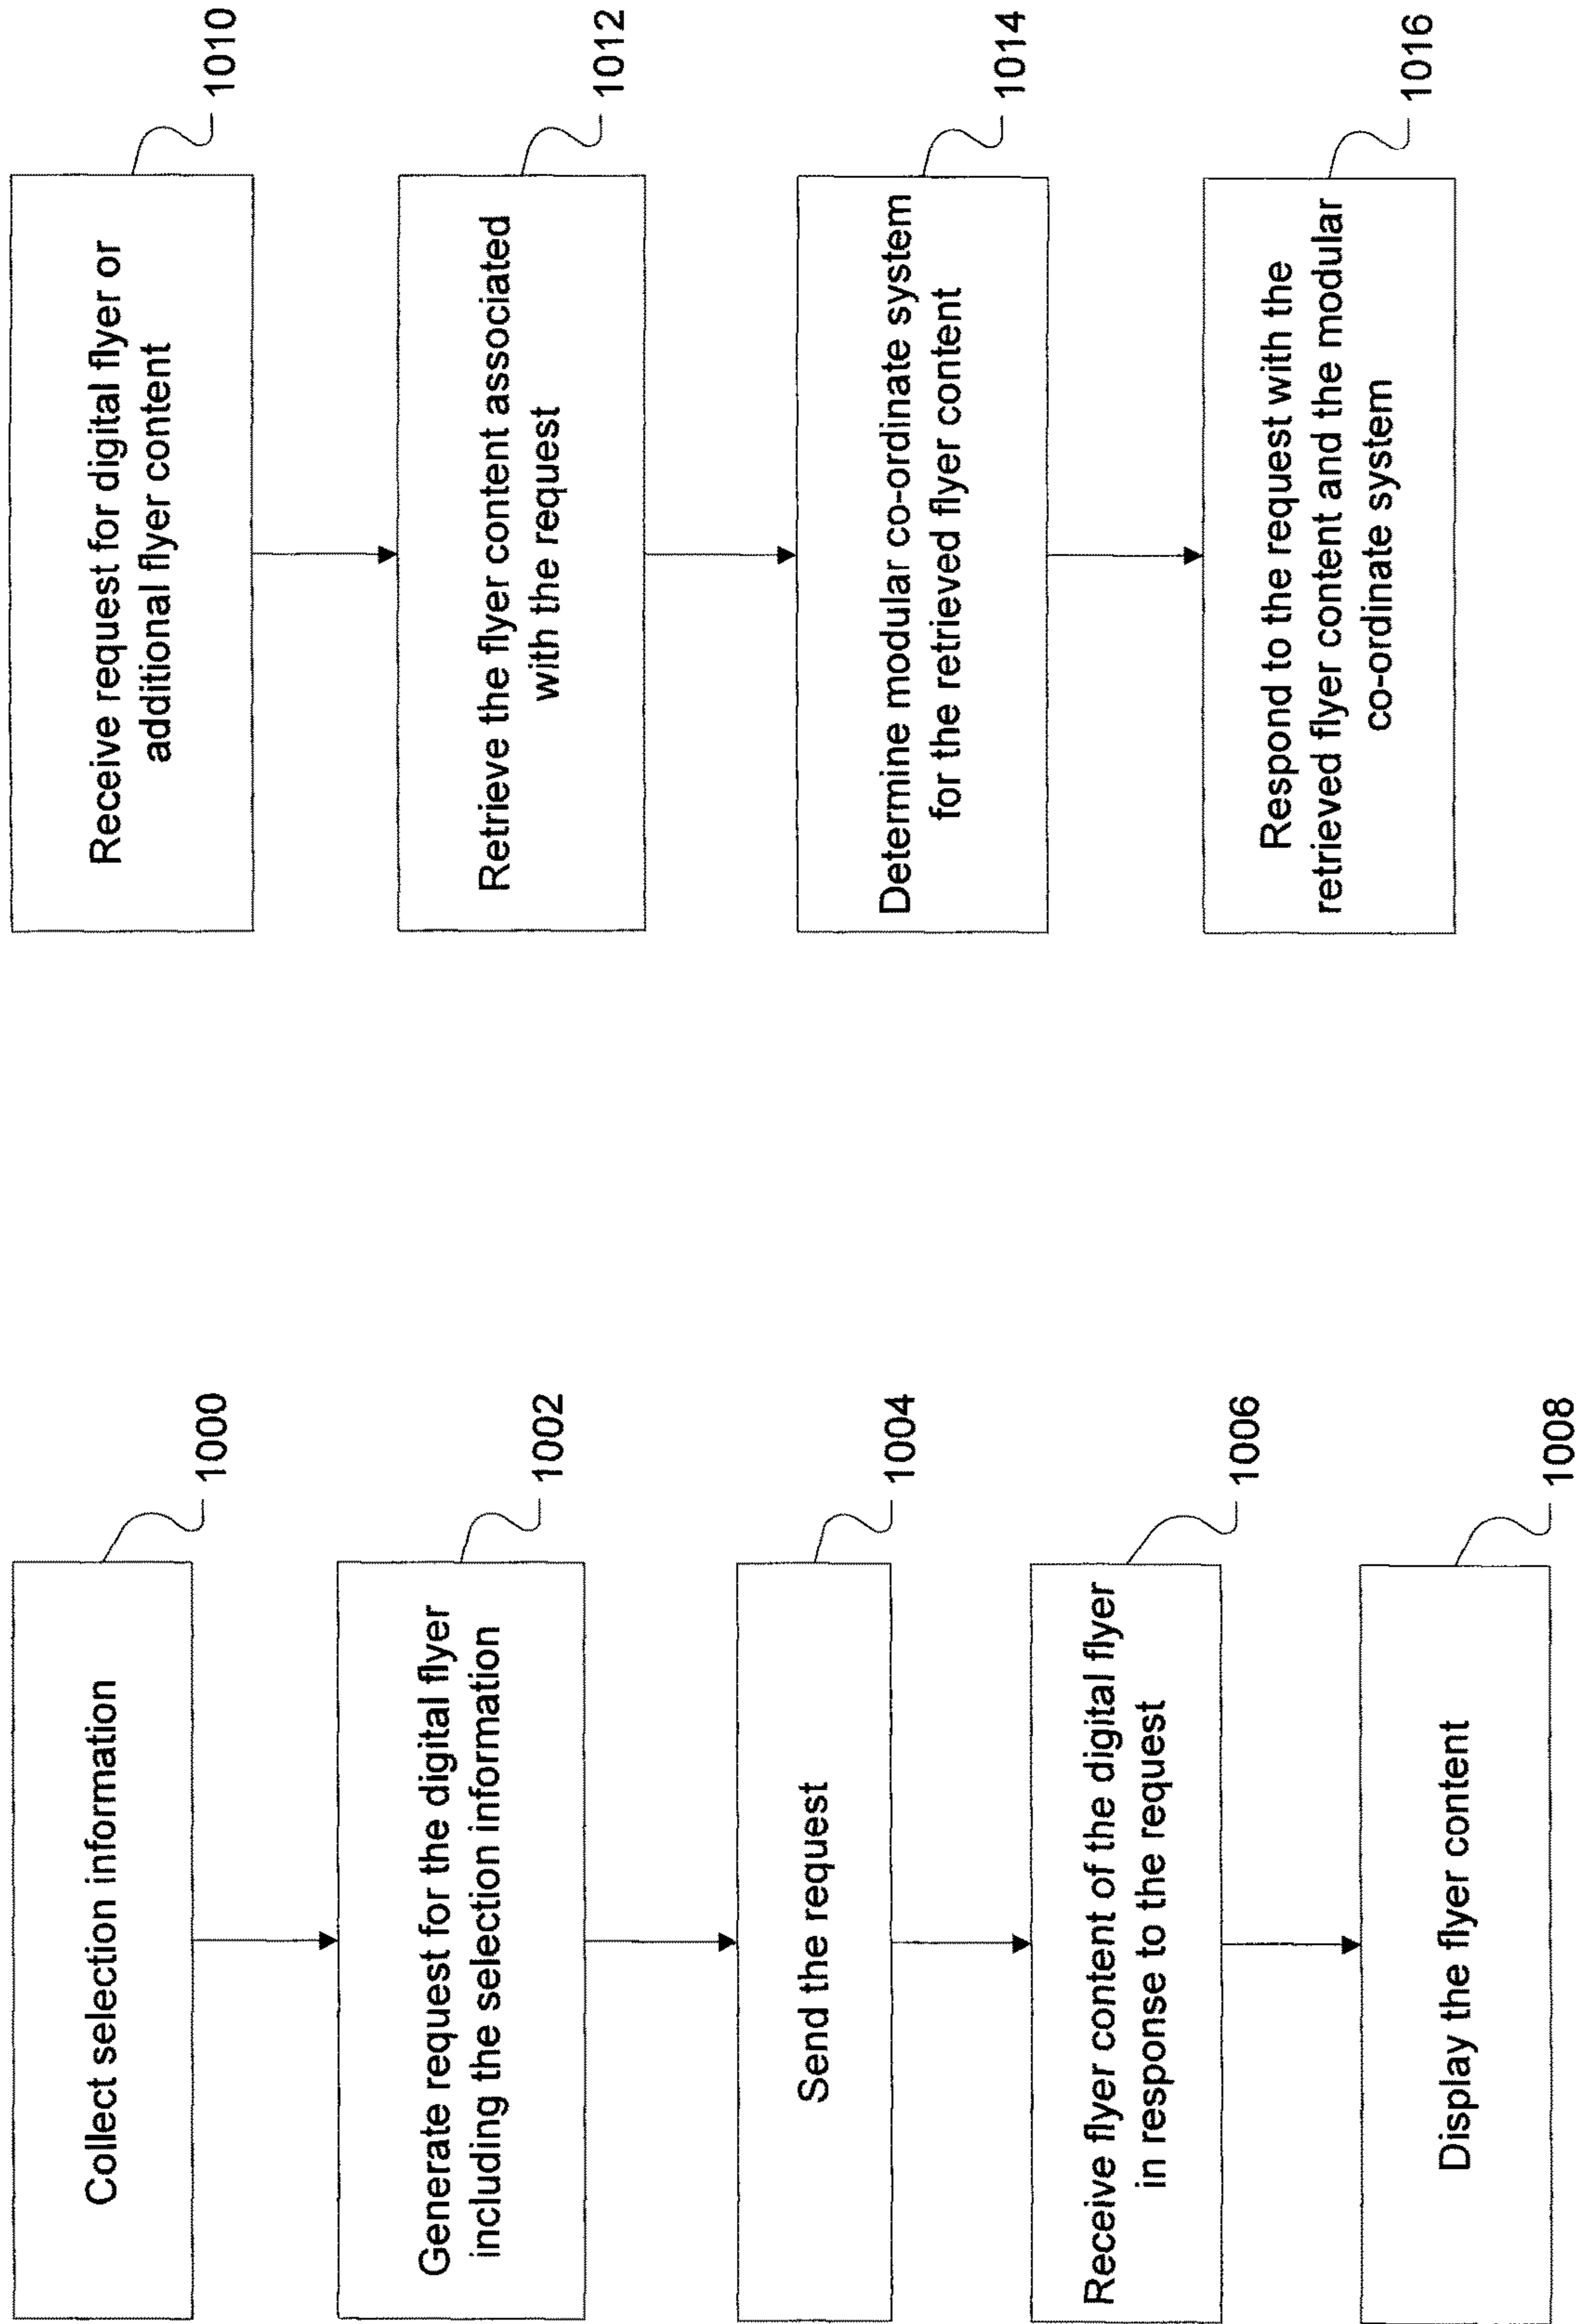 Collect selection information
1000
Generate request for the digital flyer
including the selection information
1002
Send the request
1004
Receive flyer content of the digital flyer
in response to the request
1006
Display the flyer content
1008
Receive request for digital flyer or
additional flyer content
1010
Retrieve the flyer content associated
with the request
1012
Determine modular co-ordinate system
for the retrieved flyer content
1014
Respond to the request with the
retrieved flyer content and the modular
co-ordinate system
1016